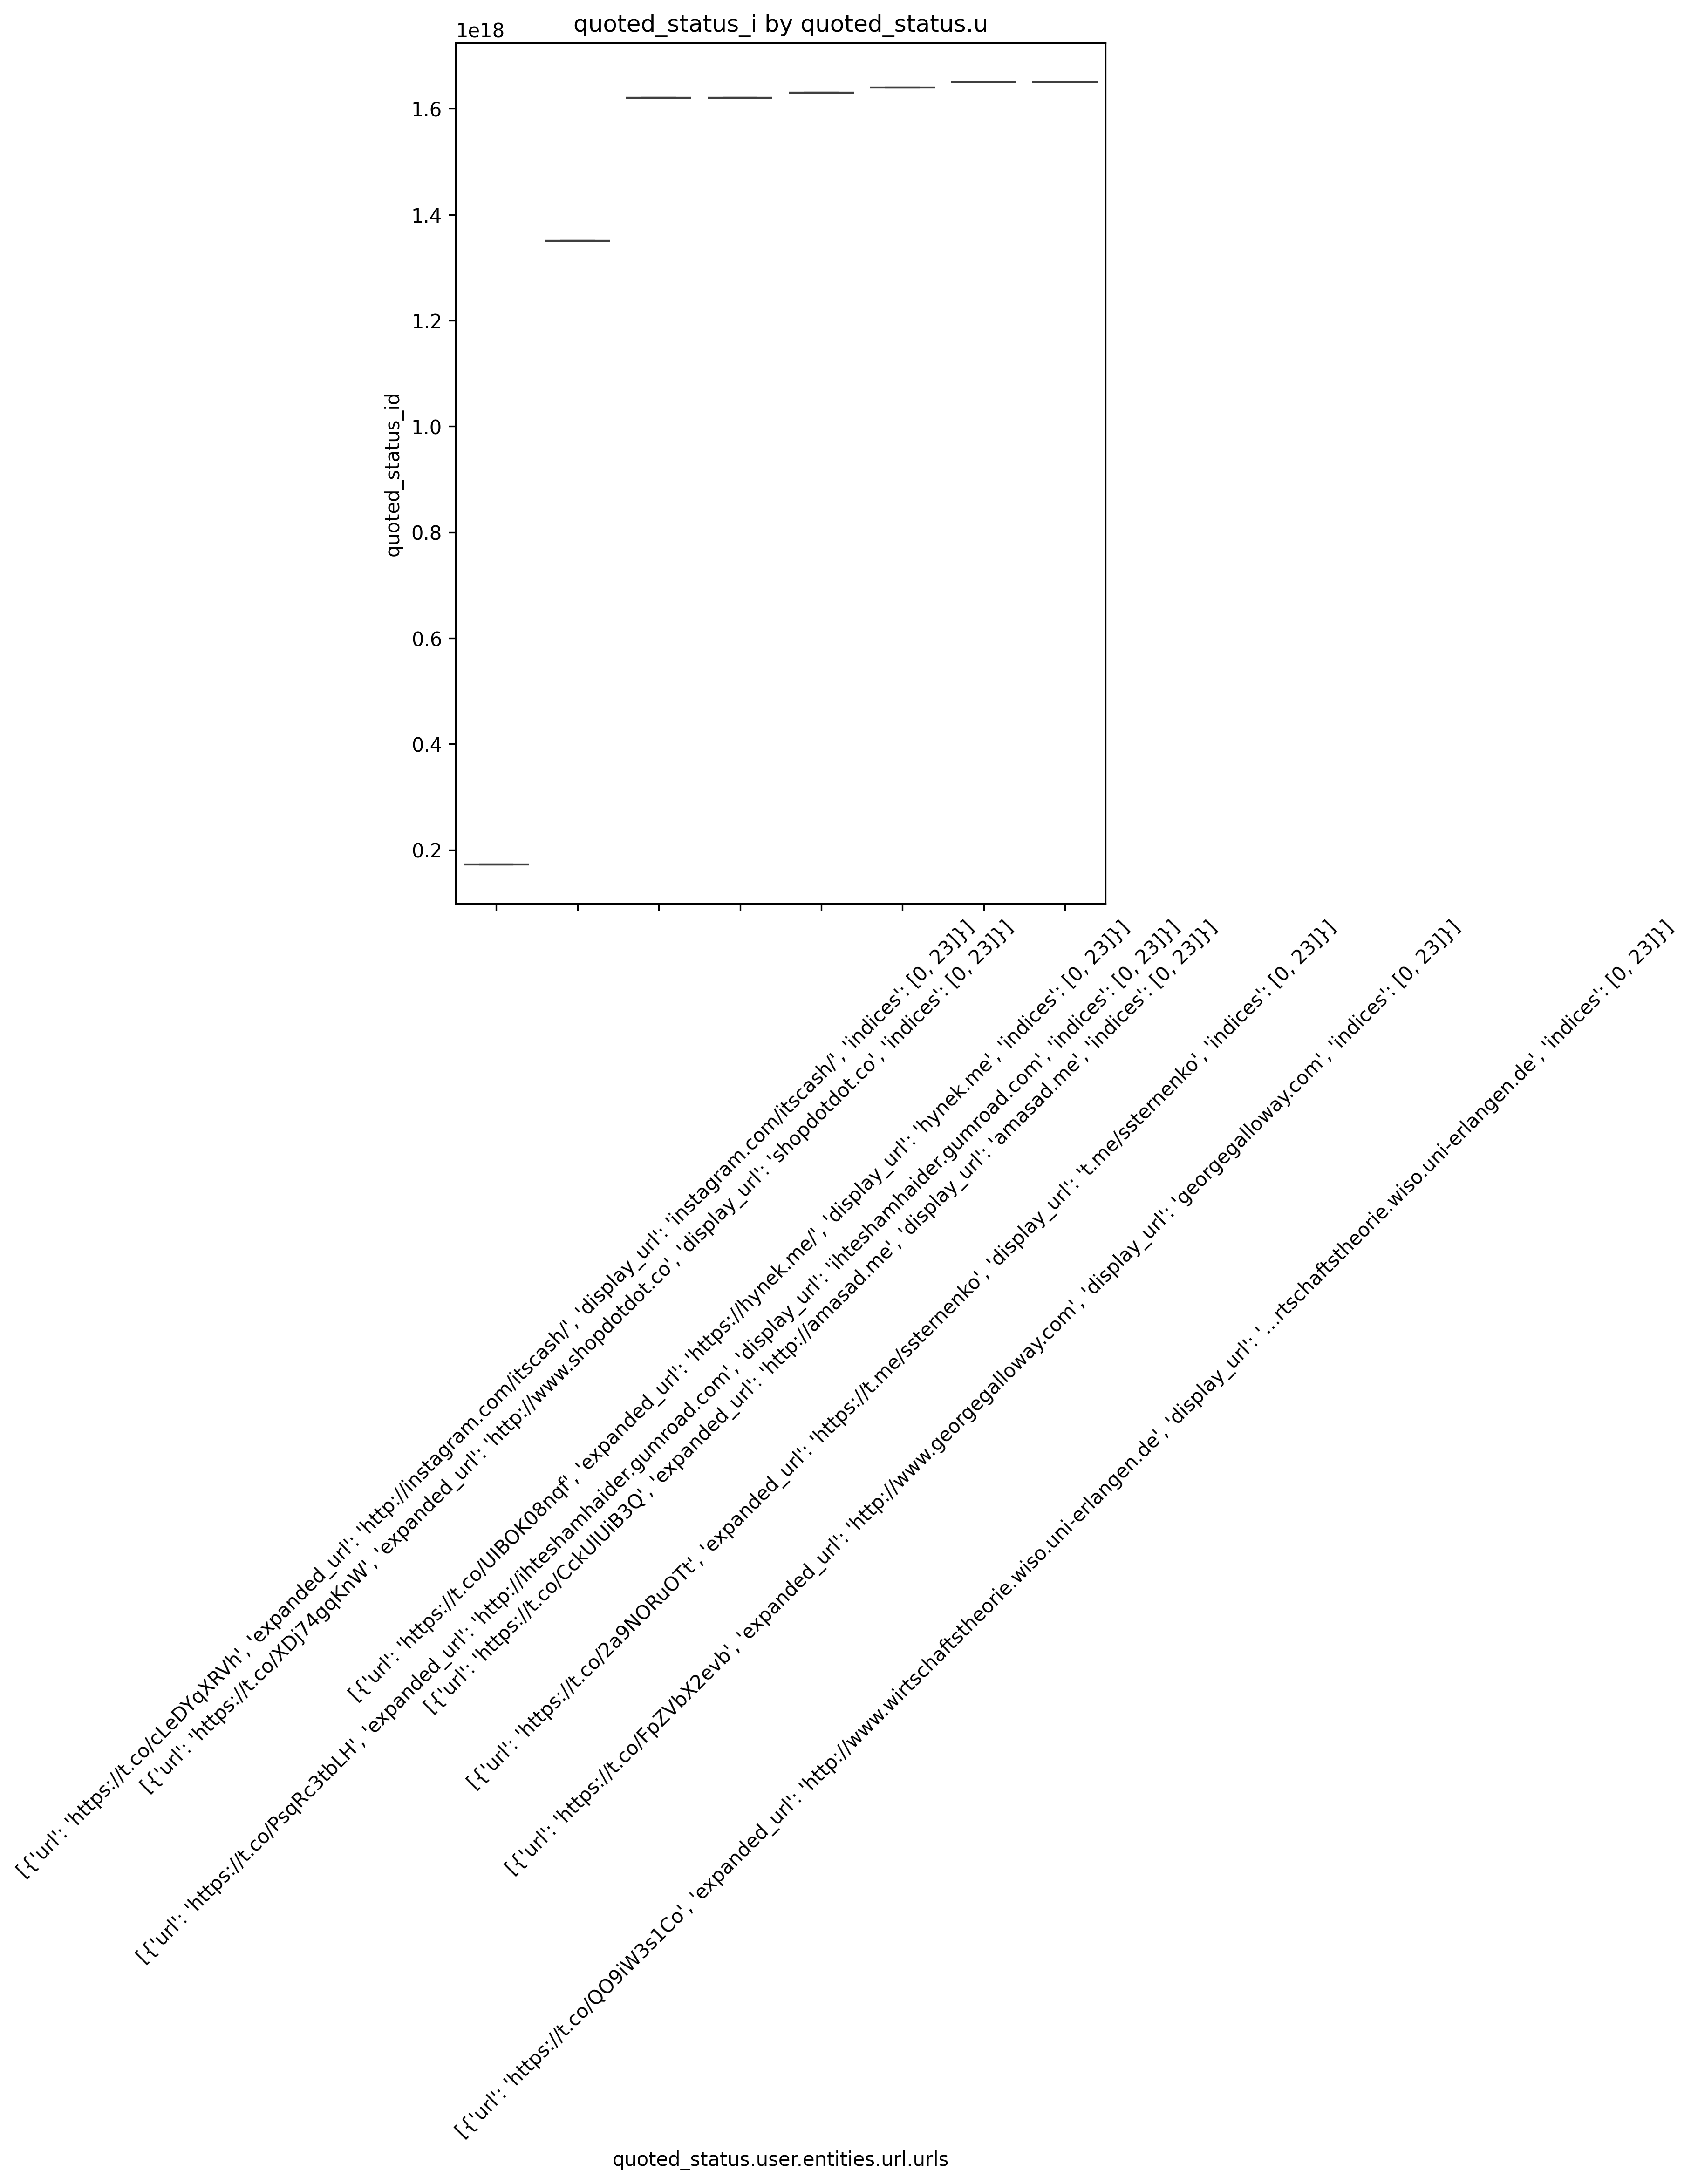 quoted_status_i by quoted_status.u
1e18
1.6
1.4
1.2
1.0
0.8
0.6
0.4
0.2
quoted_status_id
[{'url': 'https://t.co/cLeDYqXRVh', 'expanded_url': 'http://instagram.com/itscash/', 'display_url': 'instagram.com/itscash/', 'indices': [0, 23]}]
[{'url': 'https://t.co/XDj74gqKnW', 'expanded_url': 'http://www.shopdotdot.co', 'display_url': 'shopdotdot.co', 'indices': [0, 23]}]
[{'url': 'https://t.co/UIBOK08nqf', 'expanded_url': 'https://hynek.me/', 'display_url': 'hynek.me', 'indices': [0, 23]}]
[{'url': 'https://t.co/PsqRc3tbLH', 'expanded_url': 'http://ihteshamhaider.gumroad.com', 'display_url': 'ihteshamhaider.gumroad.com', 'indices': [0, 23]}]
[{'url': 'https://t.co/CckUlUiB3Q', 'expanded_url': 'http://amasad.me', 'display_url': 'amasad.me', 'indices': [0, 23]}]
[{'url': 'https://t.co/2a9NORuOTt', 'expanded_url': 'https://t.me/ssternenko', 'display_url': 't.me/ssternenko', 'indices': [0, 23]}]
[{'url': 'https://t.co/FpZVbX2evb', 'expanded_url': 'http://www.georgegalloway.com', 'display_url': 'georgegalloway.com', 'indices': [0, 23]}]
[{'url': 'https://t.co/QO9iW3s1Co', 'expanded_url': 'http://www.wirtschaftstheorie.wiso.uni-erlangen.de', 'display_url': '…rtschaftstheorie.wiso.uni-erlangen.de', 'indices': [0, 23]}]
quoted_status.user.entities.url.urls